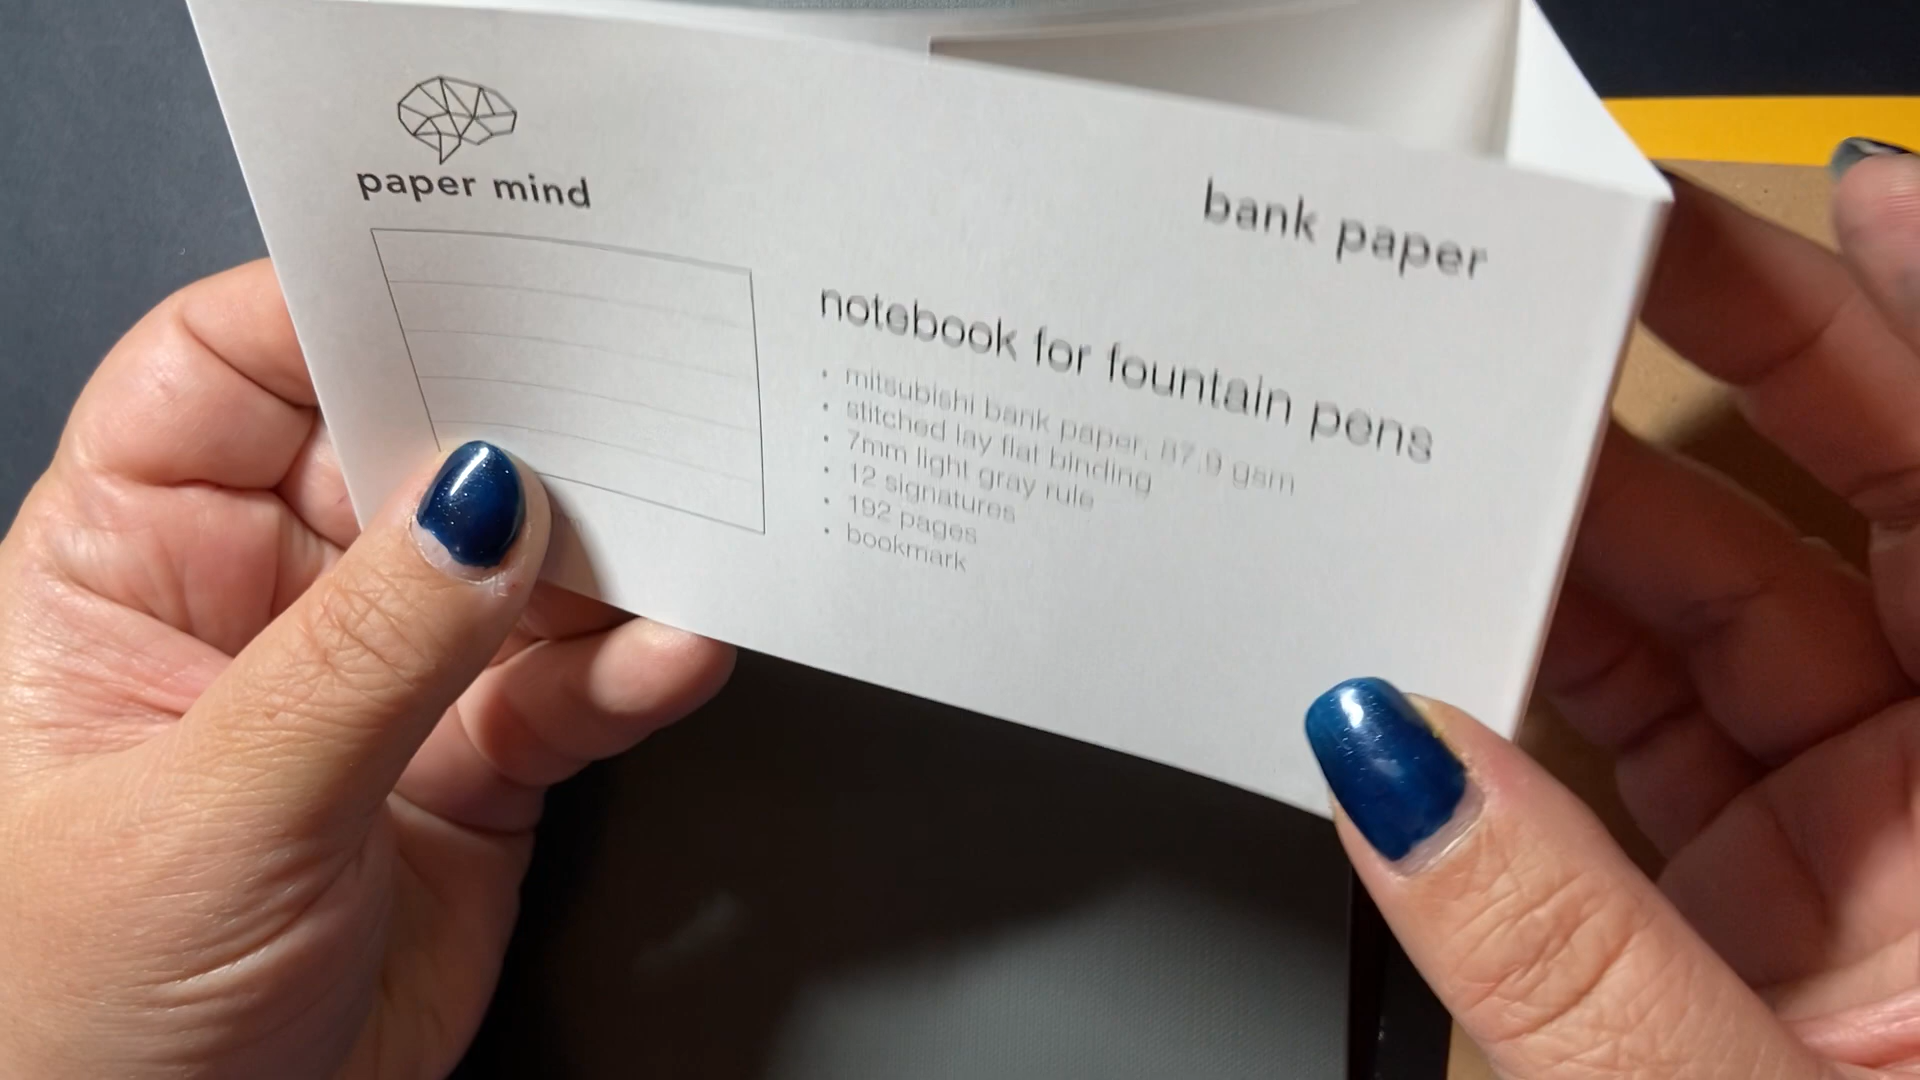 paper mind
bank paper
notebook for fountain pens
• mitsubishi bank paper, 87.9 gsm
• stitched lay flat binding
• 7mm light gray rule
• 12 signatures
• 192 pages
• bookmark